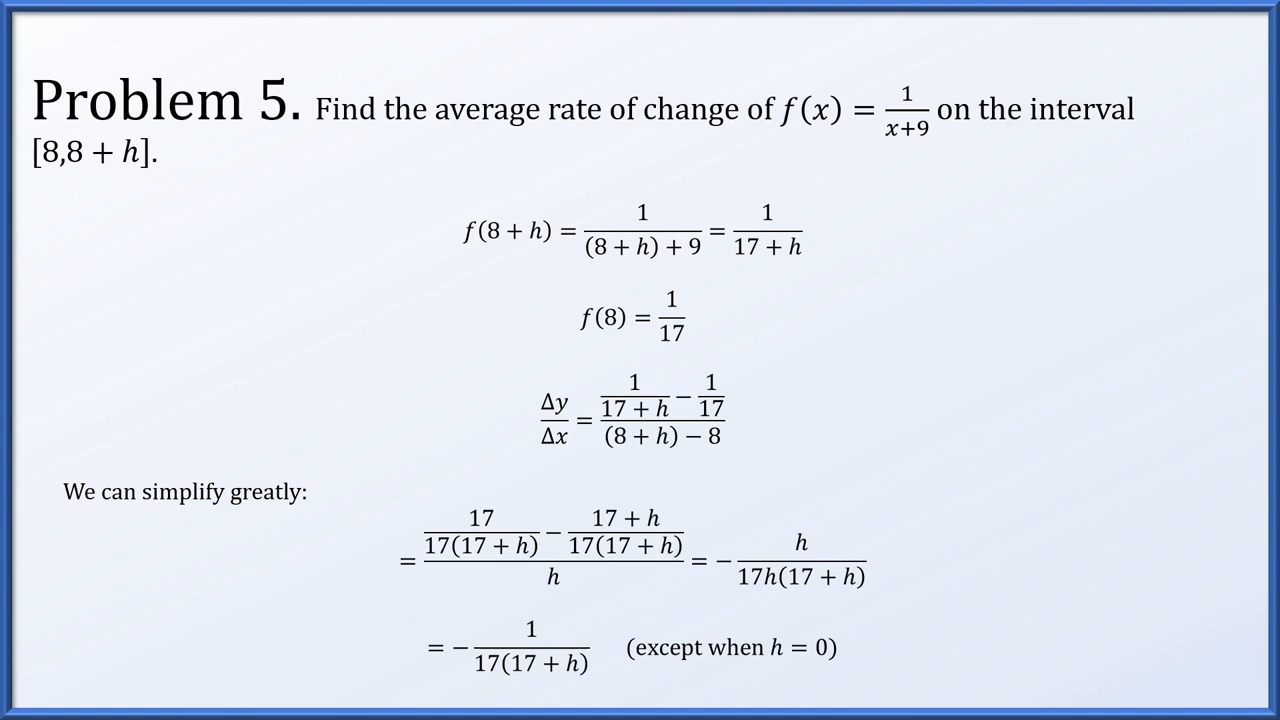 Problem 5. Find the average rate of change of f(x) = 1/(x+9) on the interval
[8,8 + h].
f(8 + h) = 1/((8 + h) + 9) = 1/(17 + h)
f(8) = 1/17
Δy/Δx = (1/(17 + h) − 1/17)/((8 + h) − 8)
We can simplify greatly:
= (17/(17(17 + h)) − (17 + h)/(17(17 + h)))/h = − h/(17h(17 + h))
= − 1/(17(17 + h)) (except when h = 0)